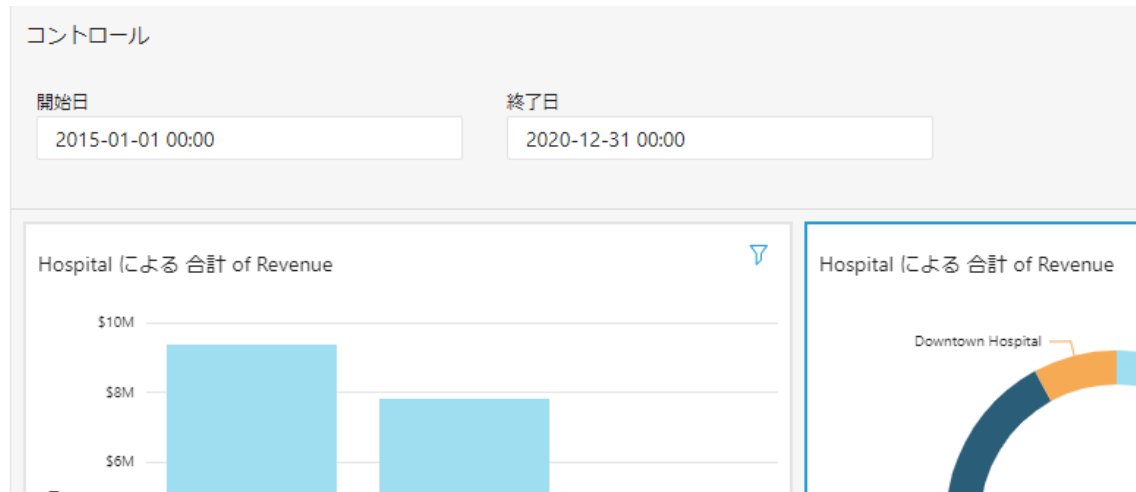 コントロール
開始日
終了日
2015-01-01 00:00
2020-12-31 00:00
Hospital による 合計 of Revenue
Hospital による 合計 of Revenue
$10M
$8M
$6M
Downtown Hospital